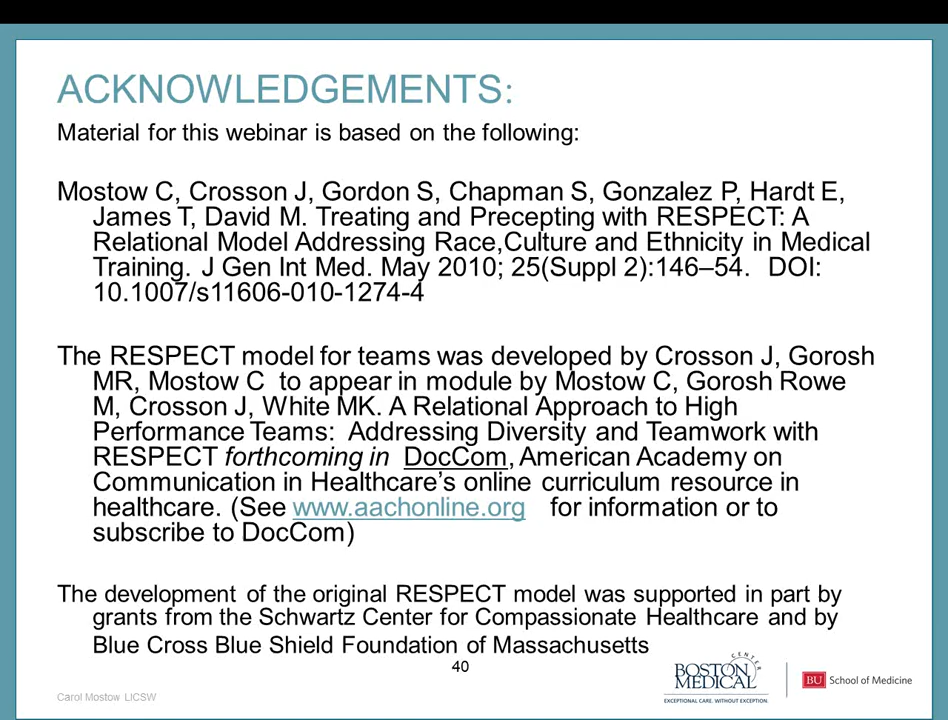 ACKNOWLEDGEMENTS:
Material for this webinar is based on the following:
Mostow C, Crosson J, Gordon S, Chapman S, Gonzalez P, Hardt E,
James T, David M. Treating and Precepting with RESPECT: A
Relational Model Addressing Race,Culture and Ethnicity in Medical
Training. J Gen Int Med. May 2010; 25(Suppl 2):146–54. DOI:
10.1007/s11606-010-1274-4
The RESPECT model for teams was developed by Crosson J, Gorosh
MR, Mostow C to appear in module by Mostow C, Gorosh Rowe
M, Crosson J, White MK. A Relational Approach to High
Performance Teams: Addressing Diversity and Teamwork with
RESPECT forthcoming in DocCom, American Academy on
Communication in Healthcare's online curriculum resource in
healthcare. (See www.aachonline.org for information or to
subscribe to DocCom)
The development of the original RESPECT model was supported in part by
grants from the Schwartz Center for Compassionate Healthcare and by
Blue Cross Blue Shield Foundation of Massachusetts
40
Carol Mostow LICSW
BOSTON
MEDICAL
CENTER
EXCEPTIONAL CARE. WITHOUT EXCEPTION.
BU School of Medicine